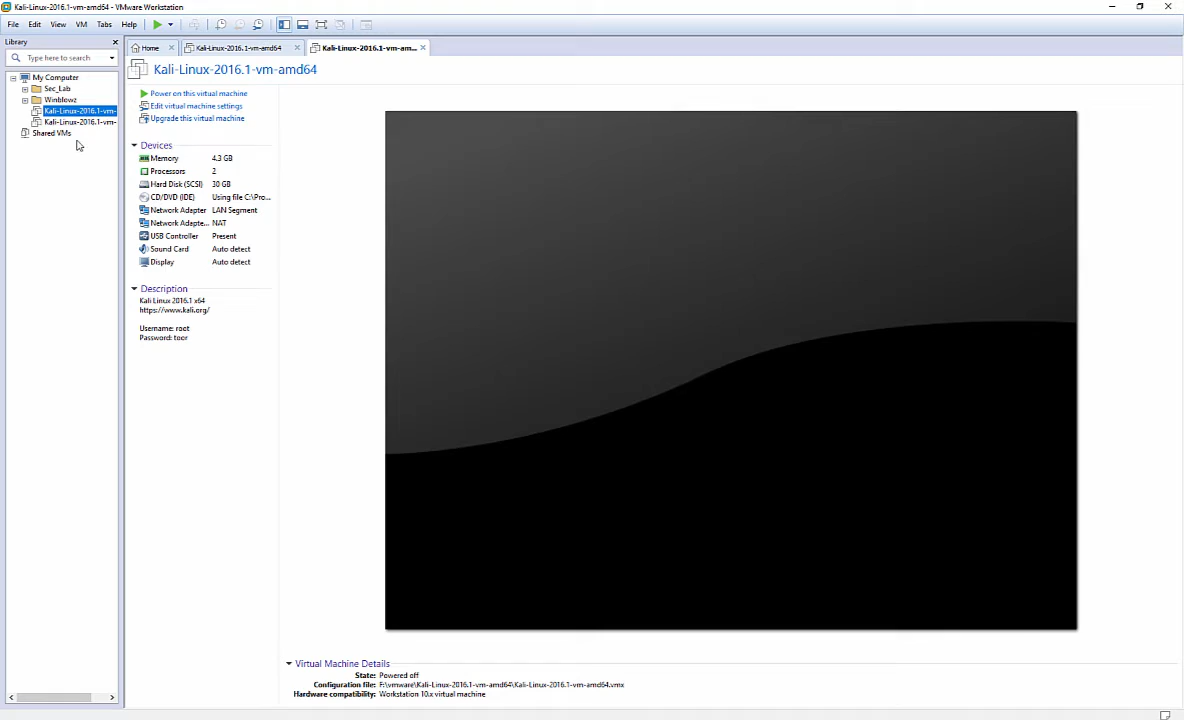 Kali-Linux-2016.1-vm-amd64 - VMware Workstation
File Edit View VM Tabs Help
Library
Type here to search
My Computer
Sec_Lab
Winblowz
Kali-Linux-2016.1-vm-
Kali-Linux-2016.1-vm-
Shared VMs
Home
Kali-Linux-2016.1-vm-amd64
Kali-Linux-2016.1-vm-am...
Kali-Linux-2016.1-vm-amd64
Power on this virtual machine
Edit virtual machine settings
Upgrade this virtual machine
Devices
Memory 4.3 GB
Processors 2
Hard Disk (SCSI) 30 GB
CD/DVD (IDE) Using file C:\Pro...
Network Adapter LAN Segment
Network Adapte... NAT
USB Controller Present
Sound Card Auto detect
Display Auto detect
Description
Kali Linux 2016.1 x64
https://www.kali.org/
Username: root
Password: toor
Virtual Machine Details
State: Powered off
Configuration file: F:\vmware\Kali-Linux-2016.1-vm-amd64\Kali-Linux-2016.1-vm-amd64.vmx
Hardware compatibility: Workstation 10.x virtual machine